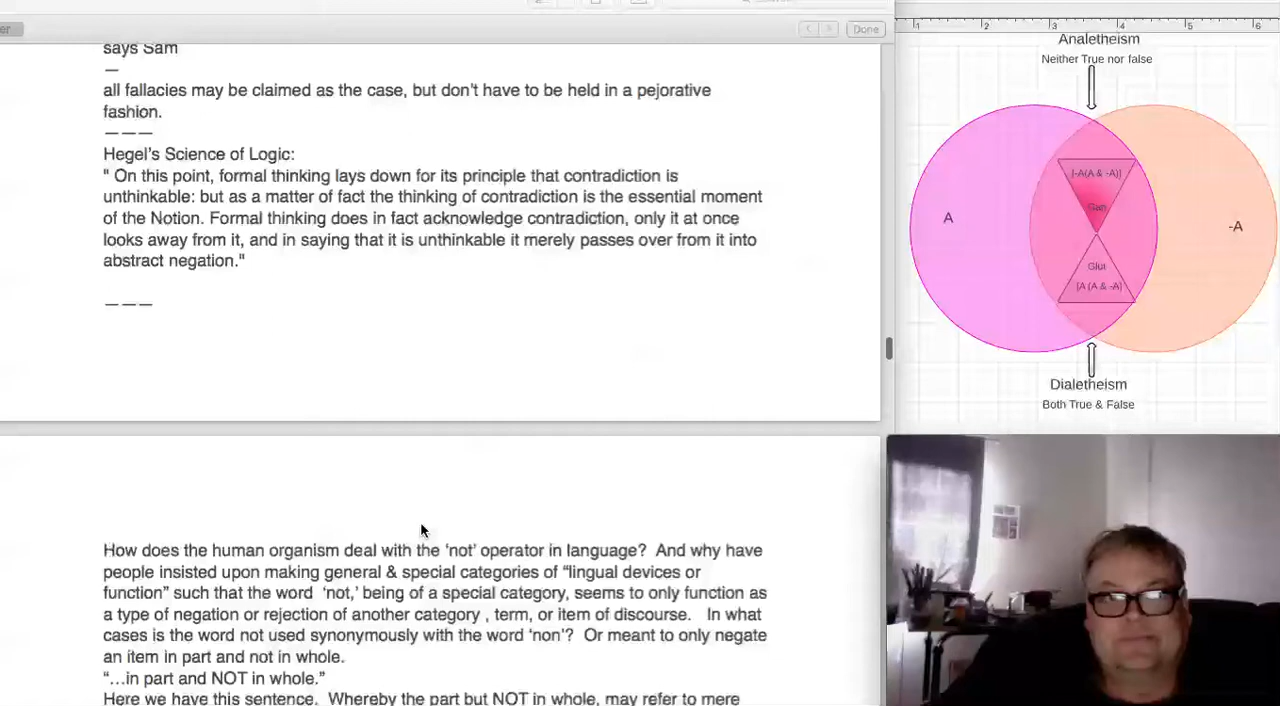 er
Done
says Sam
—
all fallacies may be claimed as the case, but don't have to be held in a pejorative
fashion.
———
Hegel's Science of Logic:
" On this point, formal thinking lays down for its principle that contradiction is
unthinkable: but as a matter of fact the thinking of contradiction is the essential moment
of the Notion. Formal thinking does in fact acknowledge contradiction, only it at once
looks away from it, and in saying that it is unthinkable it merely passes over from it into
abstract negation."
———
How does the human organism deal with the 'not' operator in language?  And why have
people insisted upon making general & special categories of “lingual devices or
function” such that the word  'not,' being of a special category, seems to only function as
a type of negation or rejection of another category , term, or item of discourse.   In what
cases is the word not used synonymously with the word 'non'?  Or meant to only negate
an item in part and not in whole.
“…in part and NOT in whole.”
Here we have this sentence.  Whereby the part but NOT in whole, may refer to mere
1 2 3 4 5 6
Analetheism
Neither True nor false
[-A(A & -A)]
Gap
A
-A
Glut
[A (A & -A]
Dialetheism
Both True & False